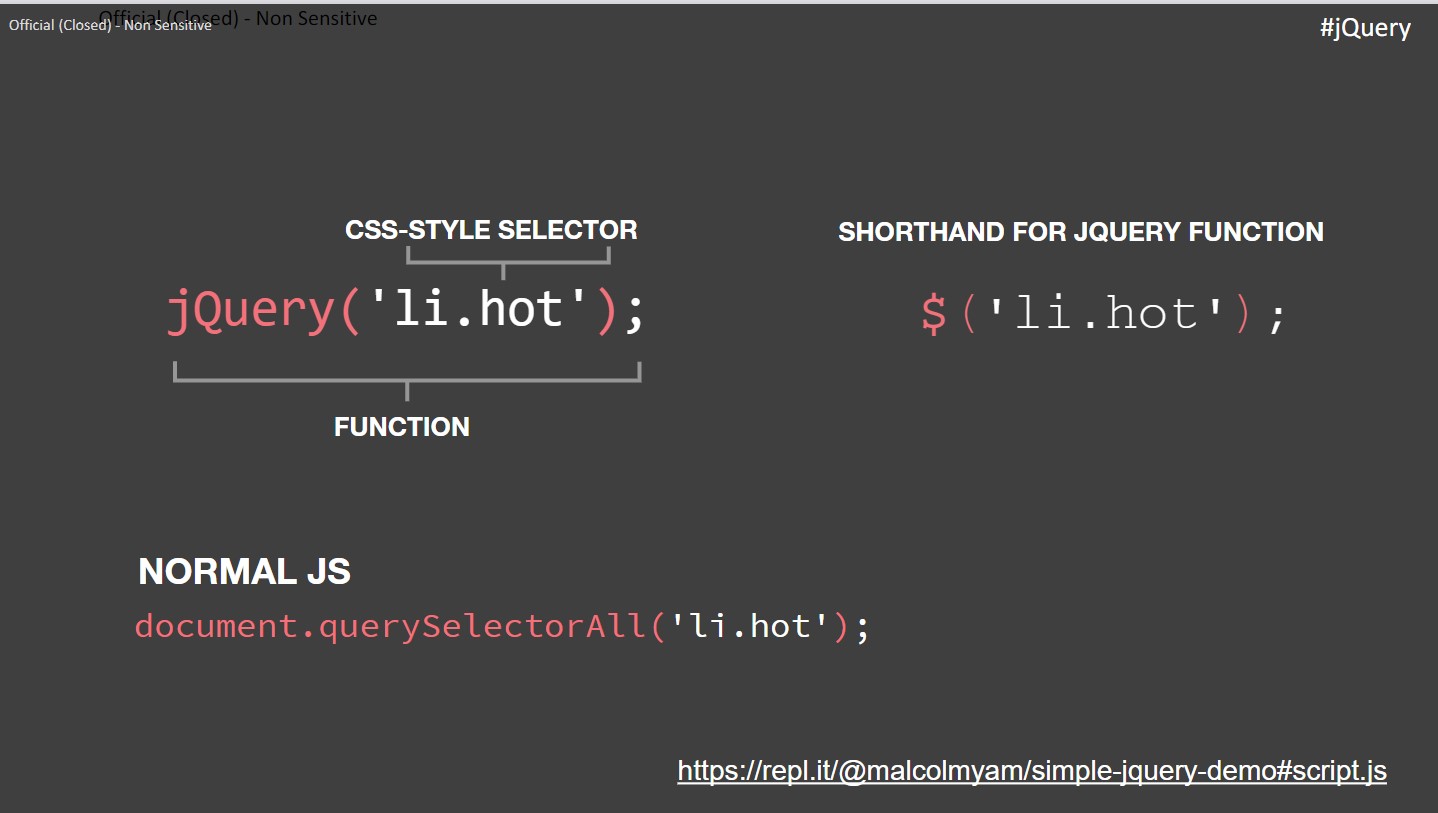 Official (Closed) - Non Sensitive
Official (Closed) - Non Sensitive
#jQuery
CSS-STYLE SELECTOR
jQuery('li.hot');
FUNCTION
SHORTHAND FOR JQUERY FUNCTION
$('li.hot');
NORMAL JS
document.querySelectorAll('li.hot');
https://repl.it/@malcolmyam/simple-jquery-demo#script.js